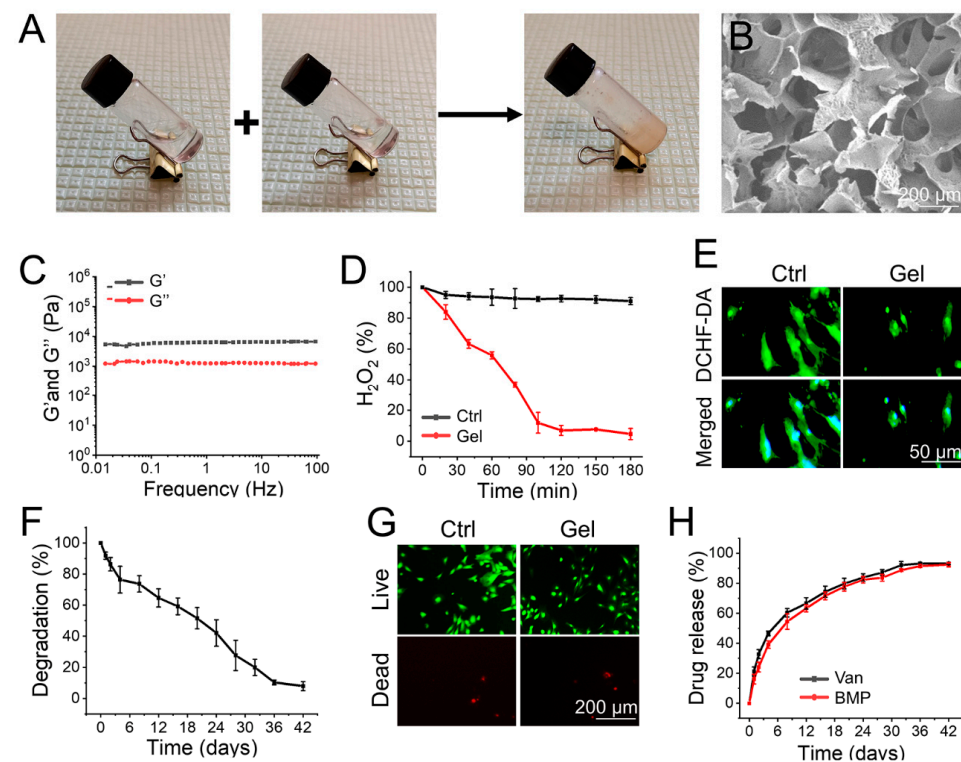 A
B
200 μm
C
G'
G''
G'and G'' (Pa)
10⁶
10⁵
10⁴
10³
10²
10¹
10⁰
0.01 0.1 1 10 100
Frequency (Hz)
D
H₂O₂ (%)
100
80
60
40
20
0
Ctrl
Gel
0 30 60 90 120 150 180
Time (min)
E
Ctrl Gel
DCHF-DA
Merged
50 μm
F
Degradation (%)
100
80
60
40
20
0
0 6 12 18 24 30 36 42
Time (days)
G
Ctrl Gel
Live
Dead
200 μm
H
Drug release (%)
120
100
80
60
40
20
0
Van
BMP
0 6 12 18 24 30 36 42
Time (days)